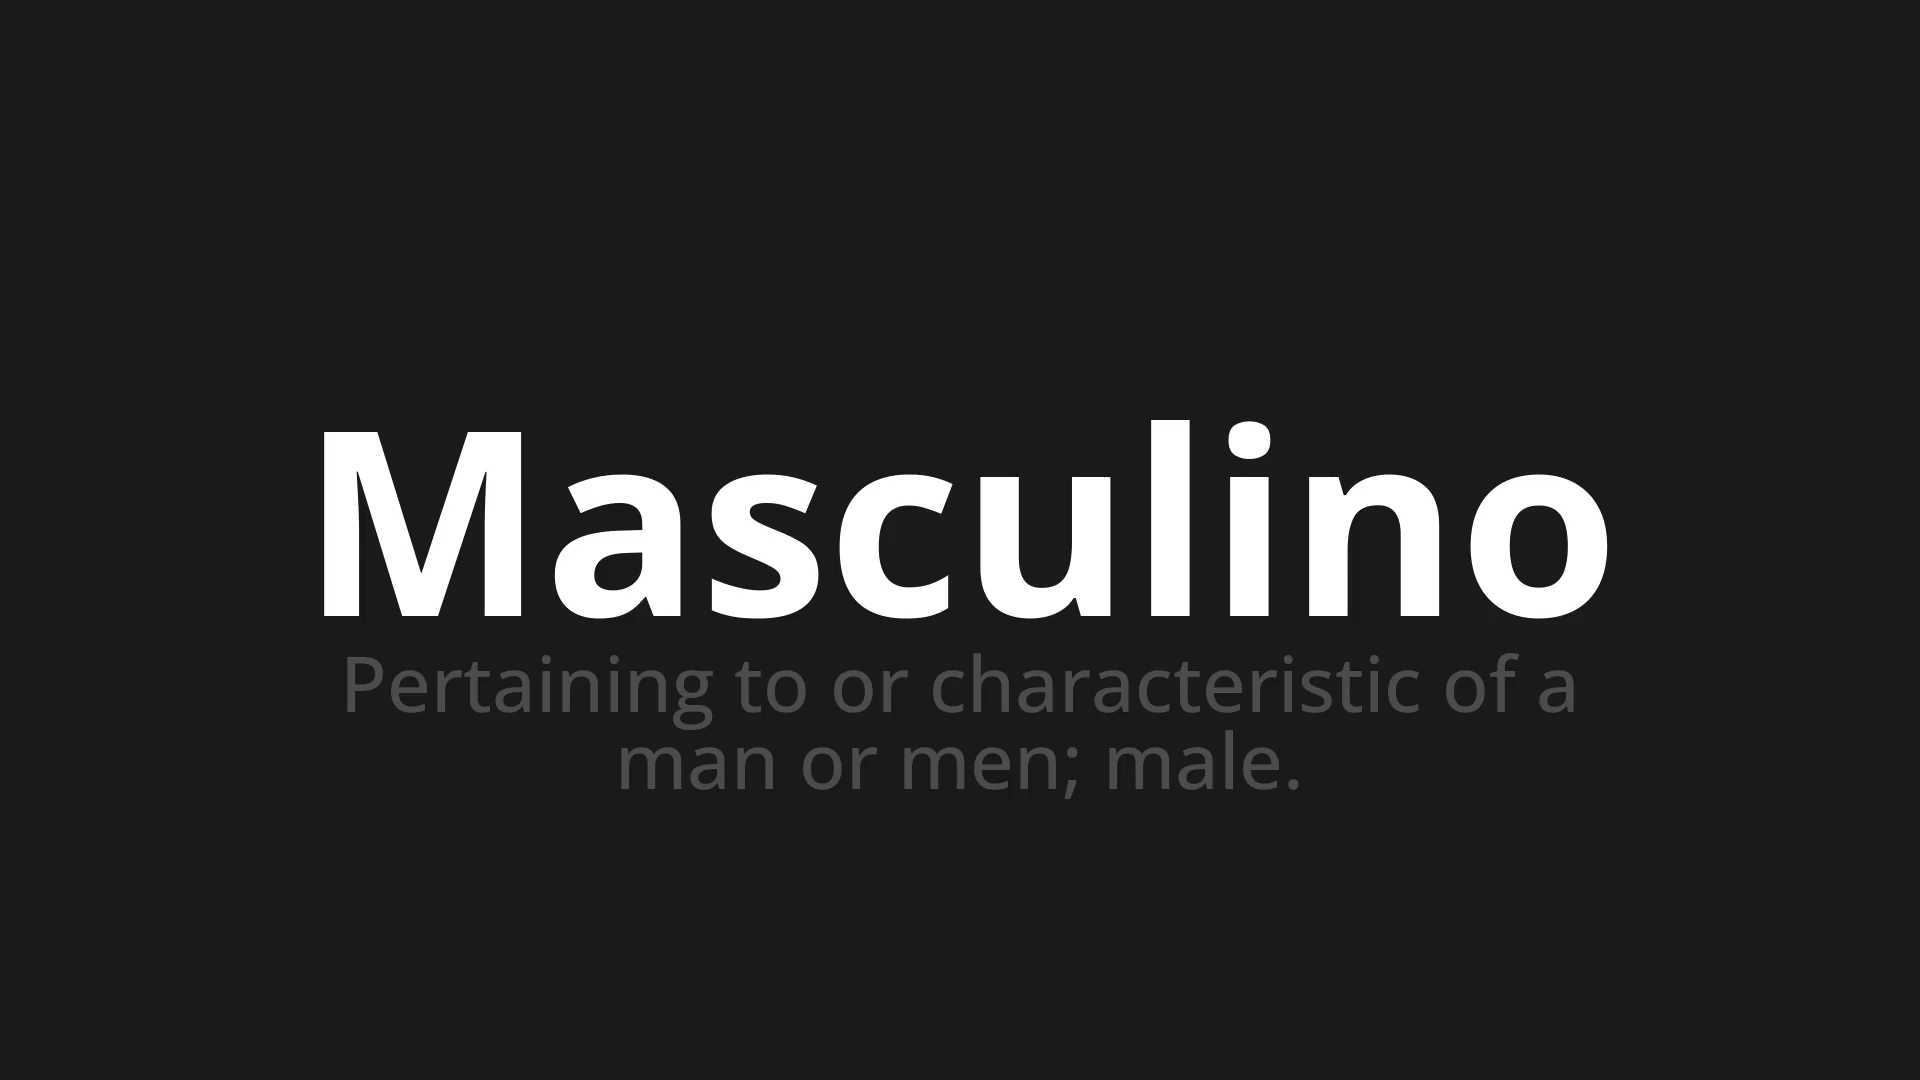 Masculino
Pertaining to or characteristic of a
man or men; male.